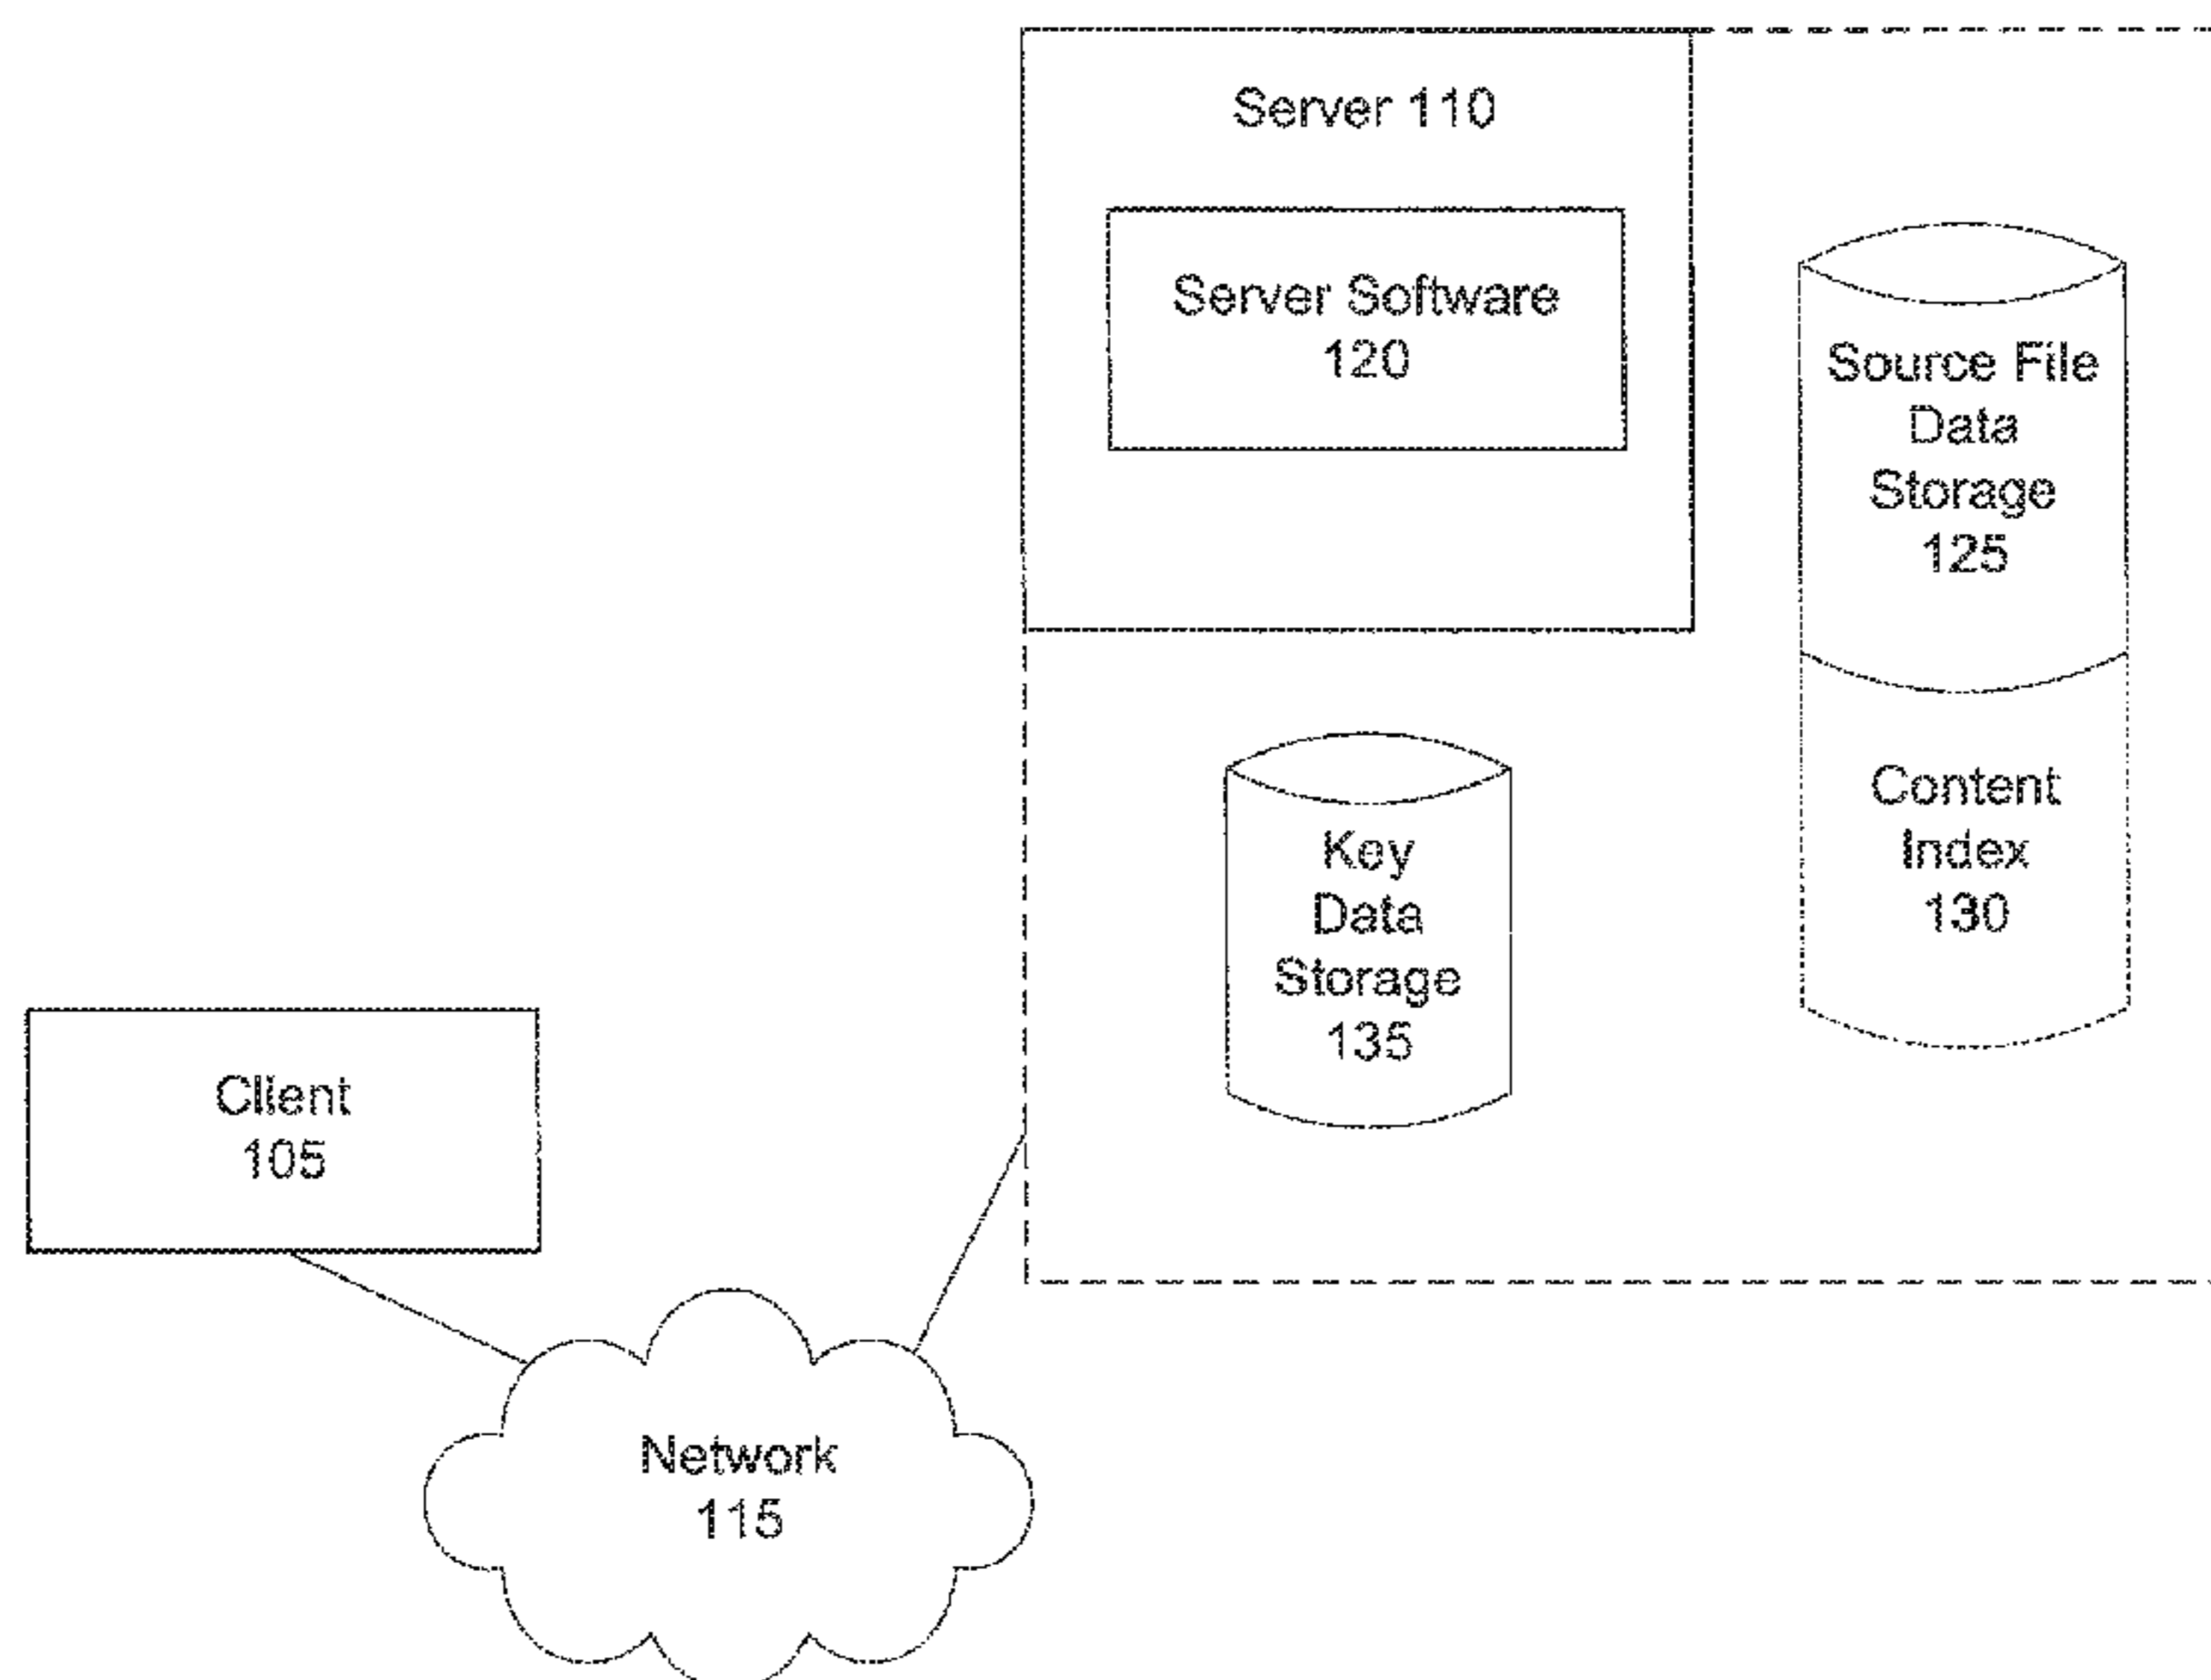 Server 110
Server Software
120
Source File
Data
Storage
125
Content
Index
130
Key
Data
Storage
135
Client
105
Network
115